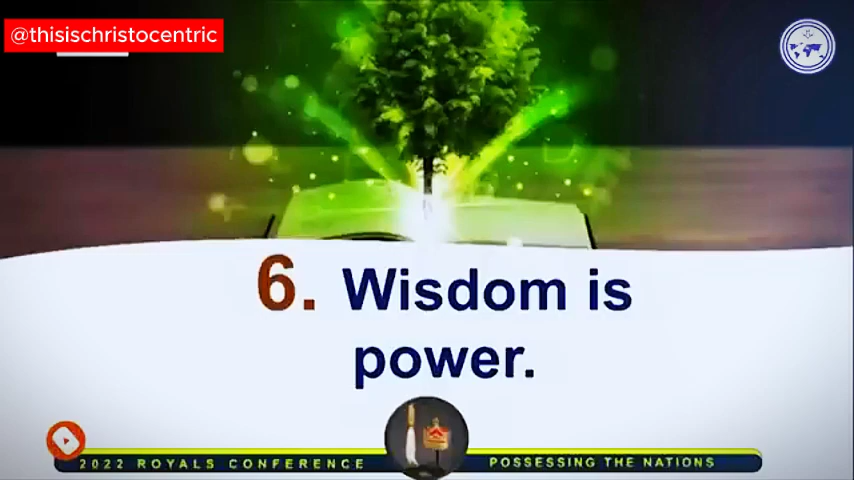 @thisischristocentric
6. Wisdom is
power.
2022 ROYALS CONFERENCE
POSSESSING THE NATIONS